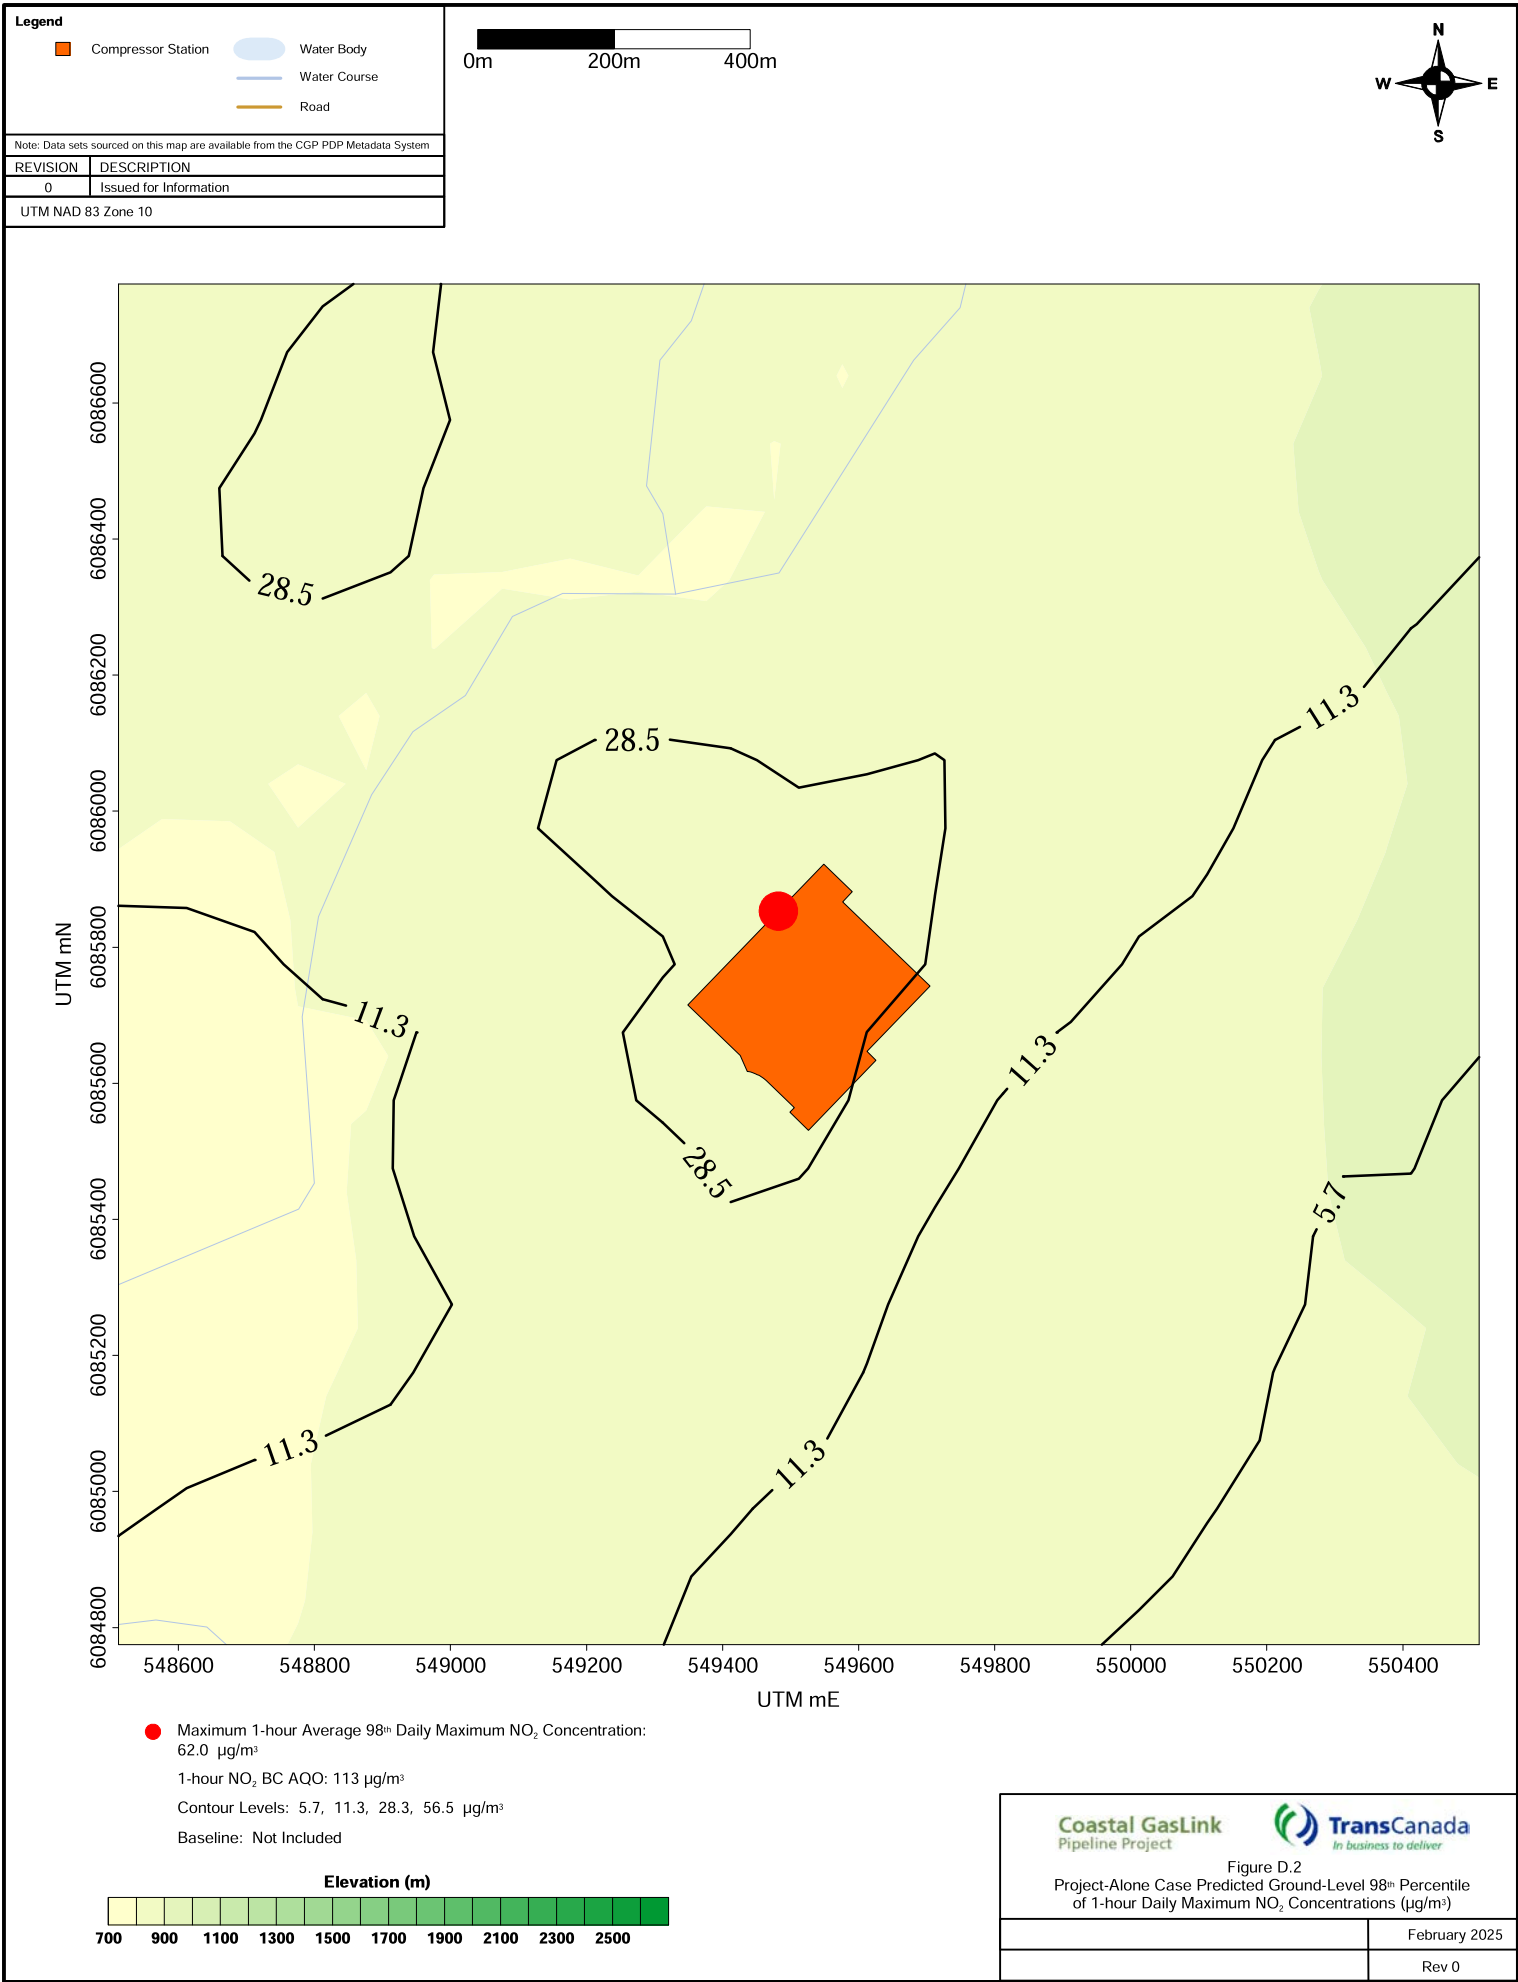 Legend
Compressor Station
Water Body
Water Course
Road
Note: Data sets sourced on this map are available from the CGP PDP Metadata System
REVISION DESCRIPTION
0 Issued for Information
UTM NAD 83 Zone 10
0m 200m 400m
N
W E
S
28.5
28.5
11.3
11.3
11.3
28.5
5.7
11.3
11.3
UTM mN
6086600
6086400
6086200
6086000
6085800
6085600
6085400
6085200
6085000
6084800
548600 548800 549000 549200 549400 549600 549800 550000 550200 550400
UTM mE
Maximum 1-hour Average 98th Daily Maximum NO2 Concentration:
62.0 µg/m³
1-hour NO2 BC AQO: 113 µg/m³
Contour Levels: 5.7, 11.3, 28.3, 56.5 µg/m³
Baseline: Not Included
Elevation (m)
700 900 1100 1300 1500 1700 1900 2100 2300 2500
Coastal GasLink
Pipeline Project
TransCanada
In business to deliver
Figure D.2
Project-Alone Case Predicted Ground-Level 98th Percentile
of 1-hour Daily Maximum NO2 Concentrations (µg/m³)
February 2025
Rev 0